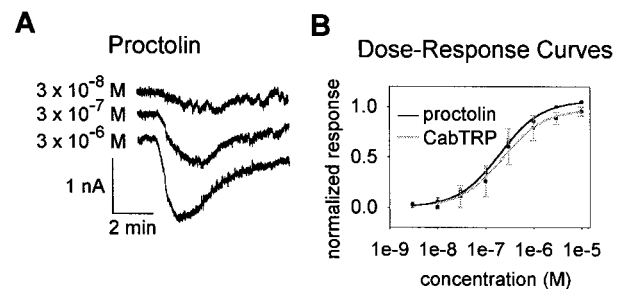 A
Proctolin
3 x 10⁻⁸ M
3 x 10⁻⁷ M
3 x 10⁻⁶ M
1 nA
2 min
B
Dose-Response Curves
normalized response
1.0
0.5
0.0
proctolin
CabTRP
1e-9 1e-8 1e-7 1e-6 1e-5
concentration (M)